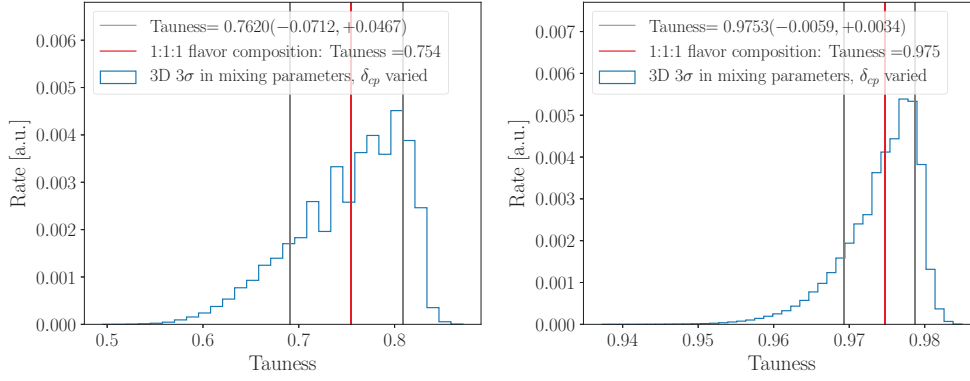 Tauness= 0.7620(−0.0712, +0.0467)
1:1:1 flavor composition: Tauness =0.754
3D 3σ in mixing parameters, δcp varied
0.006
0.005
0.004
0.003
0.002
0.001
0.000
Rate [a.u.]
0.5 0.6 0.7 0.8
Tauness
Tauness= 0.9753(−0.0059, +0.0034)
1:1:1 flavor composition: Tauness =0.975
3D 3σ in mixing parameters, δcp varied
0.007
0.006
0.005
0.004
0.003
0.002
0.001
0.000
Rate [a.u.]
0.94 0.95 0.96 0.97 0.98
Tauness